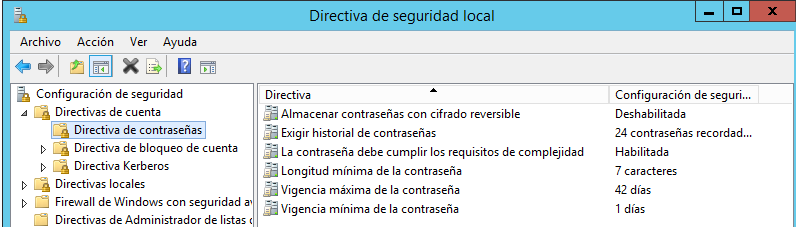 Directiva de seguridad local
Archivo Acción Ver Ayuda
Configuración de seguridad
Directivas de cuenta
Directiva de contraseñas
Directiva de bloqueo de cuenta
Directiva Kerberos
Directivas locales
Firewall de Windows con seguridad av
Directivas de Administrador de listas d
Directiva Configuración de seguri...
Almacenar contraseñas con cifrado reversible Deshabilitada
Exigir historial de contraseñas 24 contraseñas recordad...
La contraseña debe cumplir los requisitos de complejidad Habilitada
Longitud mínima de la contraseña 7 caracteres
Vigencia máxima de la contraseña 42 días
Vigencia mínima de la contraseña 1 días